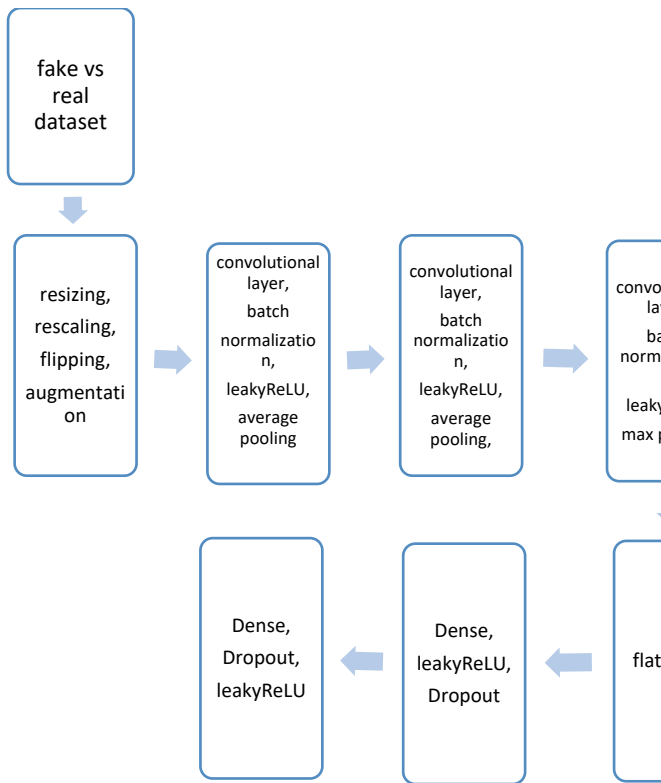 fake vs
real
dataset
resizing,
rescaling,
flipping,
augmentati
on
convolutional
layer,
batch
normalizatio
n,
leakyReLU,
average
pooling
convolutional
layer,
batch
normalizatio
n,
leakyReLU,
average
pooling,
max
Dense,
Dropout,
leakyReLU
Dense,
leakyReLU,
Dropout